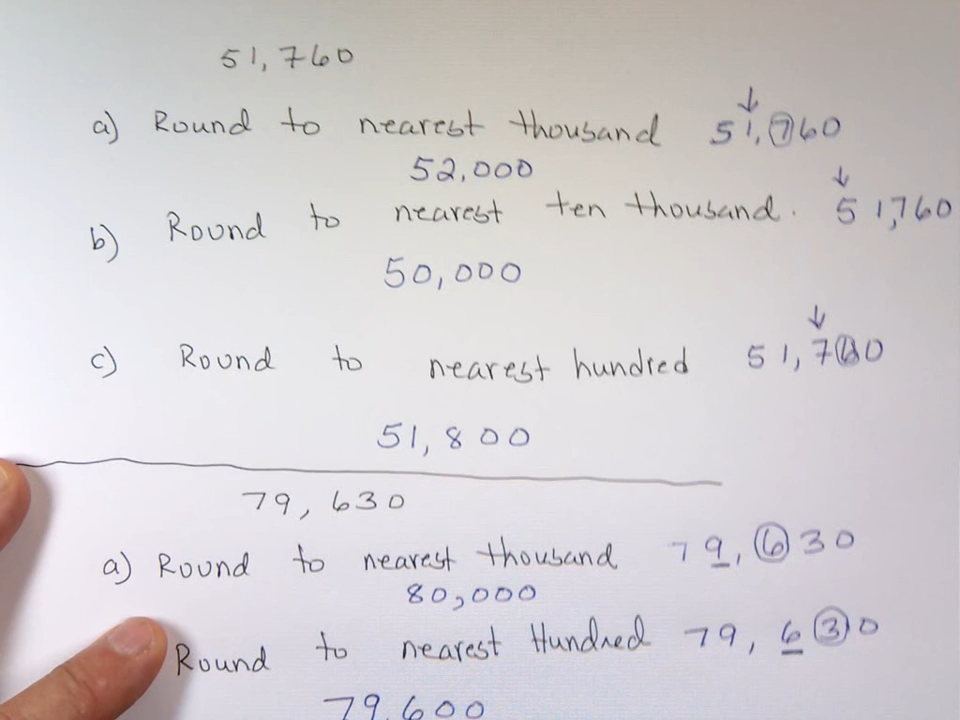 51,760
a) Round to nearest thousand 51,760
52,000
b) Round to nearest ten thousand. 51,760
50,000
c) Round to nearest hundred 51,760
51,800
79,630
a) Round to nearest thousand 79,630
80,000
Round to nearest Hundred 79,630
79,600